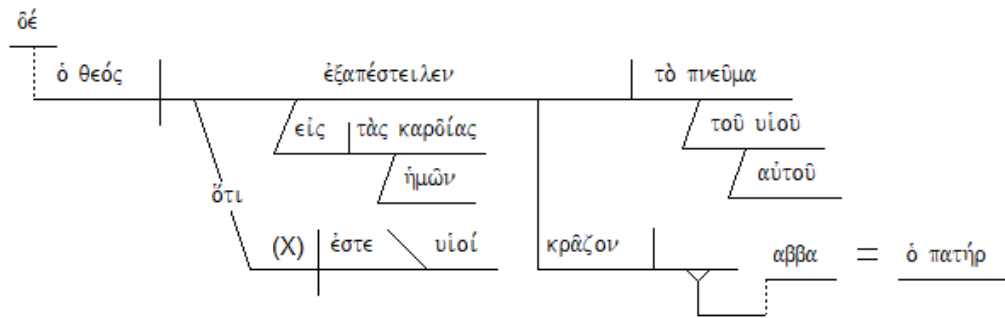 δέ
ὁ θεός ἐξαπέστειλεν τὸ πνεῦμα
εἰς τὰς καρδίας τοῦ υἱοῦ
ἡμῶν αὐτοῦ
ὅτι
(X) ἐστε υἱοί κρᾶζον αββα = ὁ πατήρ